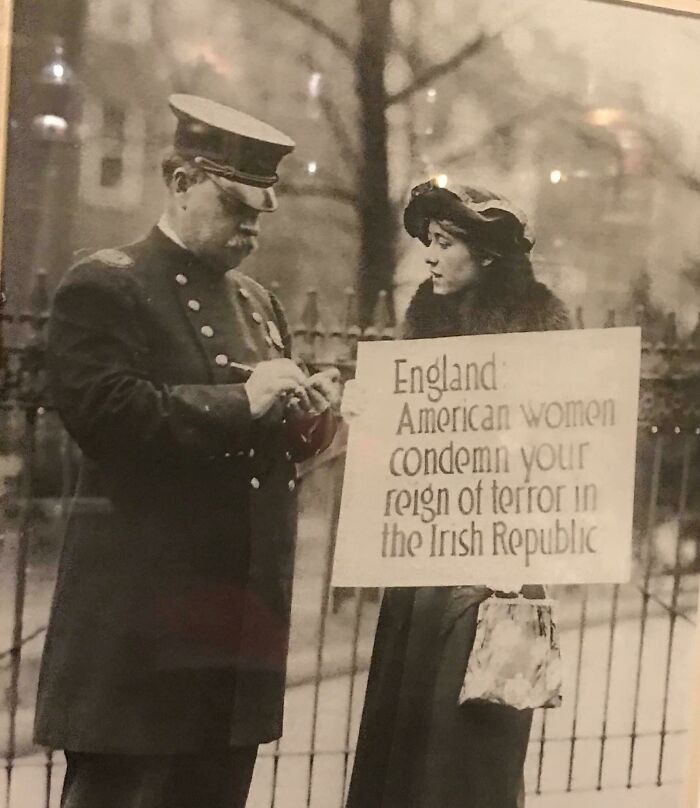 England:
American women
condemn your
reign of terror in
the Irish Republic